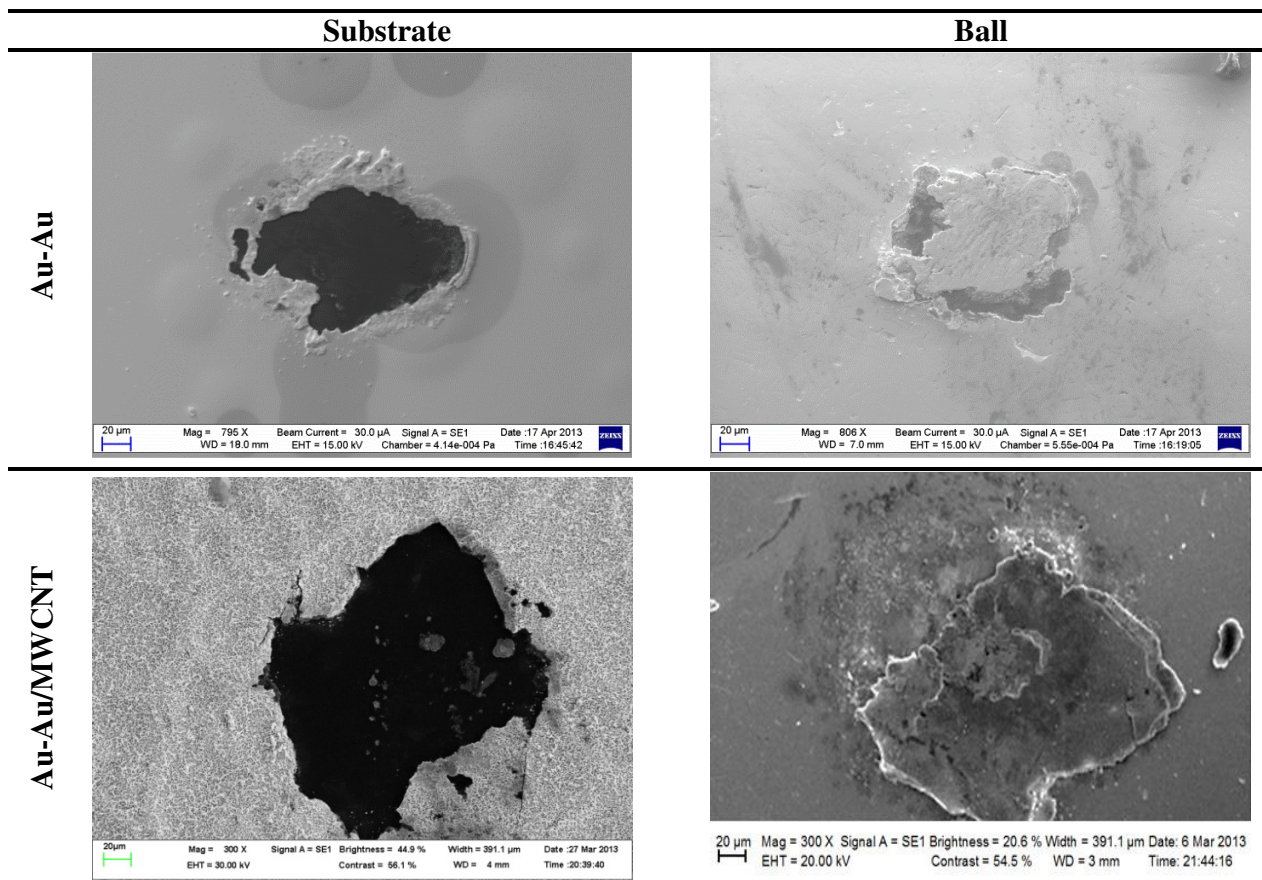 Substrate Ball
Au-Au
20 µm Mag = 795 X Beam Current = 30.0 µA Signal A = SE1 Date :17 Apr 2013
WD = 18.0 mm EHT = 15.00 kV Chamber = 4.14e-004 Pa Time :16:45:42
ZEISS
20 µm Mag = 806 X Beam Current = 30.0 µA Signal A = SE1 Date :17 Apr 2013
WD = 7.0 mm EHT = 15.00 kV Chamber = 5.55e-004 Pa Time :16:19:05
ZEISS
Au-Au/MWCNT
20µm Mag = 300 X Signal A = SE1 Brightness = 44.9 % Width = 391.1 µm Date :27 Mar 2013
EHT = 30.00 kV Contrast = 56.1 % WD = 4 mm Time :20:39:40
20 µm Mag = 300 X Signal A = SE1 Brightness = 20.6 % Width = 391.1 µm Date: 6 Mar 2013
EHT = 20.00 kV Contrast = 54.5 % WD = 3 mm Time: 21:44:16